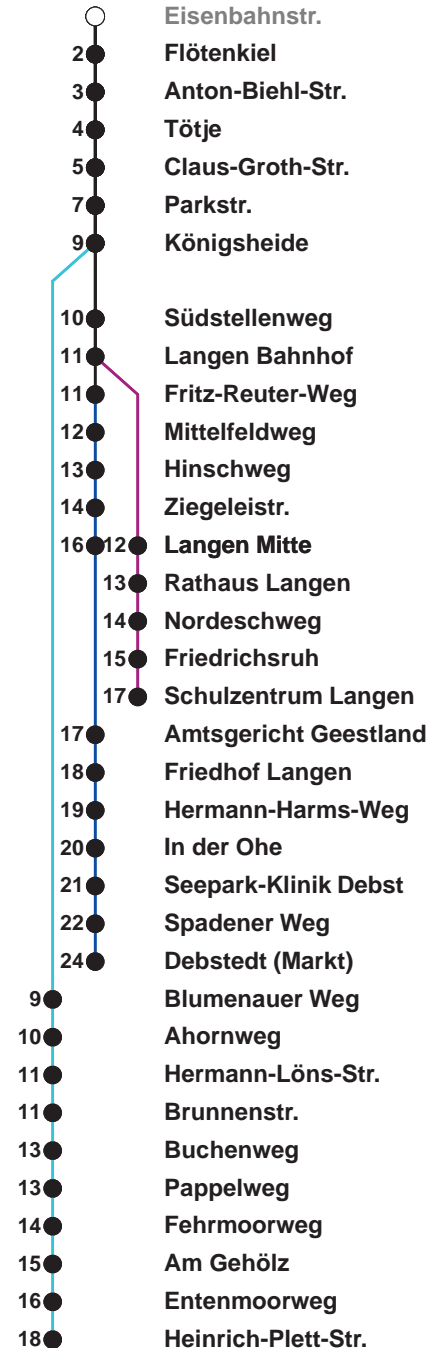 Eisenbahnstr.
2 Flötenkiel
3 Anton-Biehl-Str.
4 Tötje
5 Claus-Groth-Str.
7 Parkstr.
9 Königsheide
10 Südstellenweg
11 Langen Bahnhof
11 Fritz-Reuter-Weg
12 Mittelfeldweg
13 Hinschweg
14 Ziegeleistr.
16 12 Langen Mitte
13 Rathaus Langen
14 Nordeschweg
15 Friedrichsruh
17 Schulzentrum Langen
17 Amtsgericht Geestland
18 Friedhof Langen
19 Hermann-Harms-Weg
20 In der Ohe
21 Seepark-Klinik Debst
22 Spadener Weg
24 Debstedt (Markt)
9 Blumenauer Weg
10 Ahornweg
11 Hermann-Löns-Str.
11 Brunnenstr.
13 Buchenweg
13 Pappelweg
14 Fehrmoorweg
15 Am Gehölz
16 Entenmoorweg
18 Heinrich-Plett-Str.